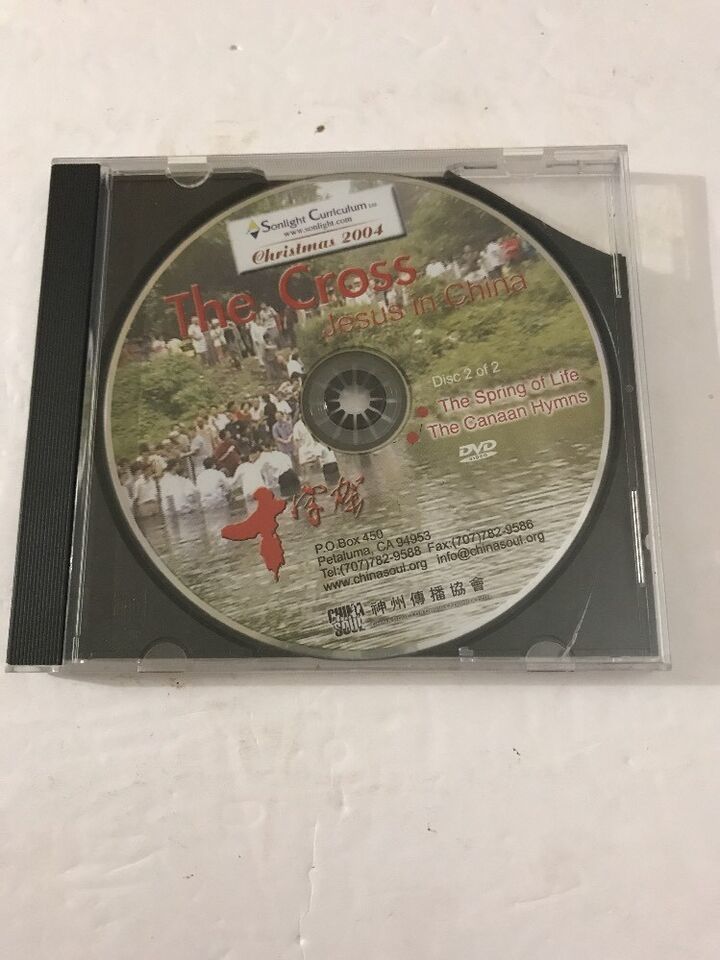 Sonlight Curriculum Ltd
www.sonlight.com
Christmas 2004
The Cross
Jesus in China
Disc 2 of 2
The Spring of Life
The Canaan Hymns
DVD
VIDEO
十字架
P.O.Box 450
Petaluma, CA 94953
Tel:(707)782-9588 Fax:(707)782-9586
www.chinasoul.org info@chinasoul.org
CHINA SOUL 神州傳播協會